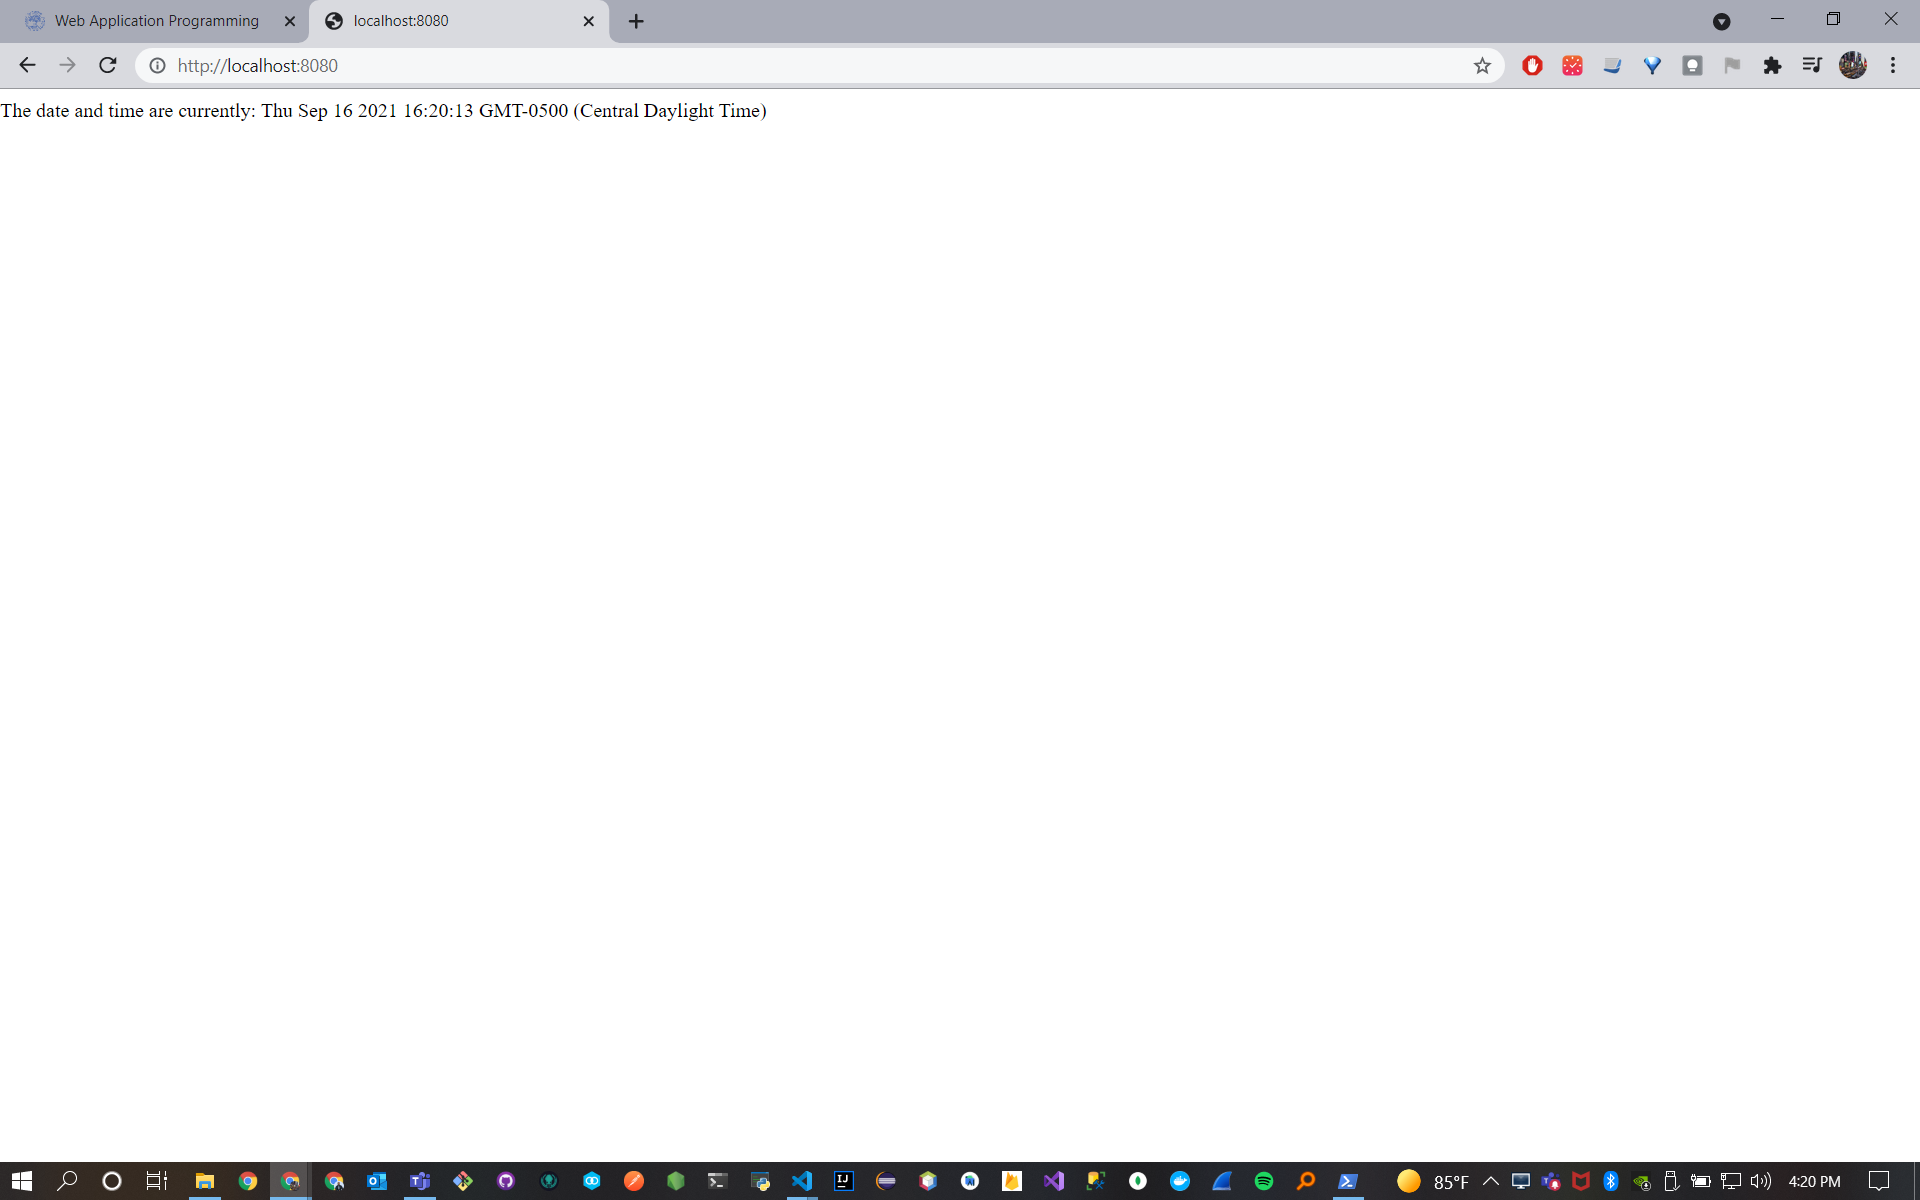 Web Application Programming
localhost:8080
http://localhost:8080
The date and time are currently: Thu Sep 16 2021 16:20:13 GMT-0500 (Central Daylight Time)
IJ
85°F
4:20 PM